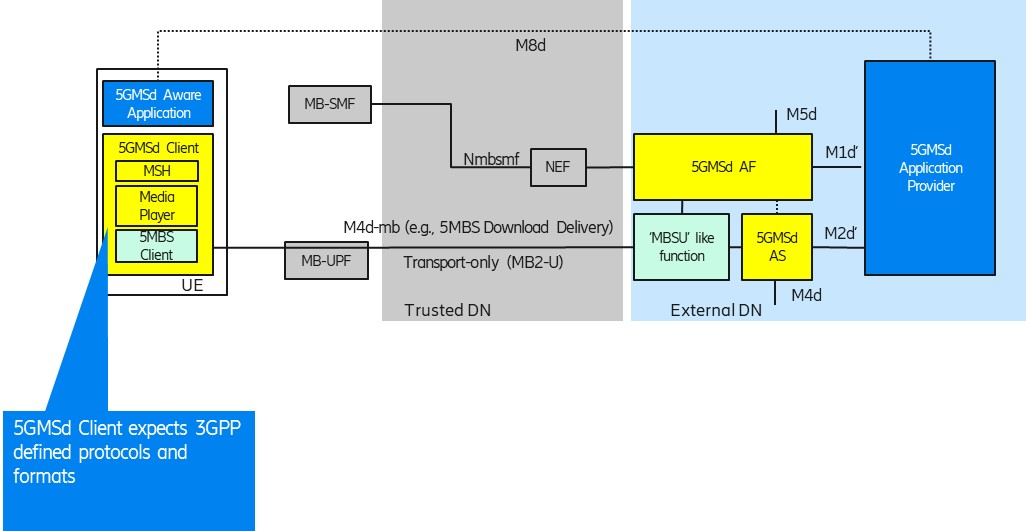 M8d
5GMSd Aware
Application
5GMSd Client
MSH
Media
Player
5MBS
Client
UE
MB-SMF
Nmbsmf
NEF
M4d-mb (e.g., 5MBS Download Delivery)
MB-UPF
Transport-only (MB2-U)
Trusted DN
M5d
5GMSd AF
M1d’
‘MBSU’ like
function
5GMSd
AS
M2d’
M4d
External DN
5GMSd
Application
Provider
5GMSd Client expects 3GPP
defined protocols and
formats